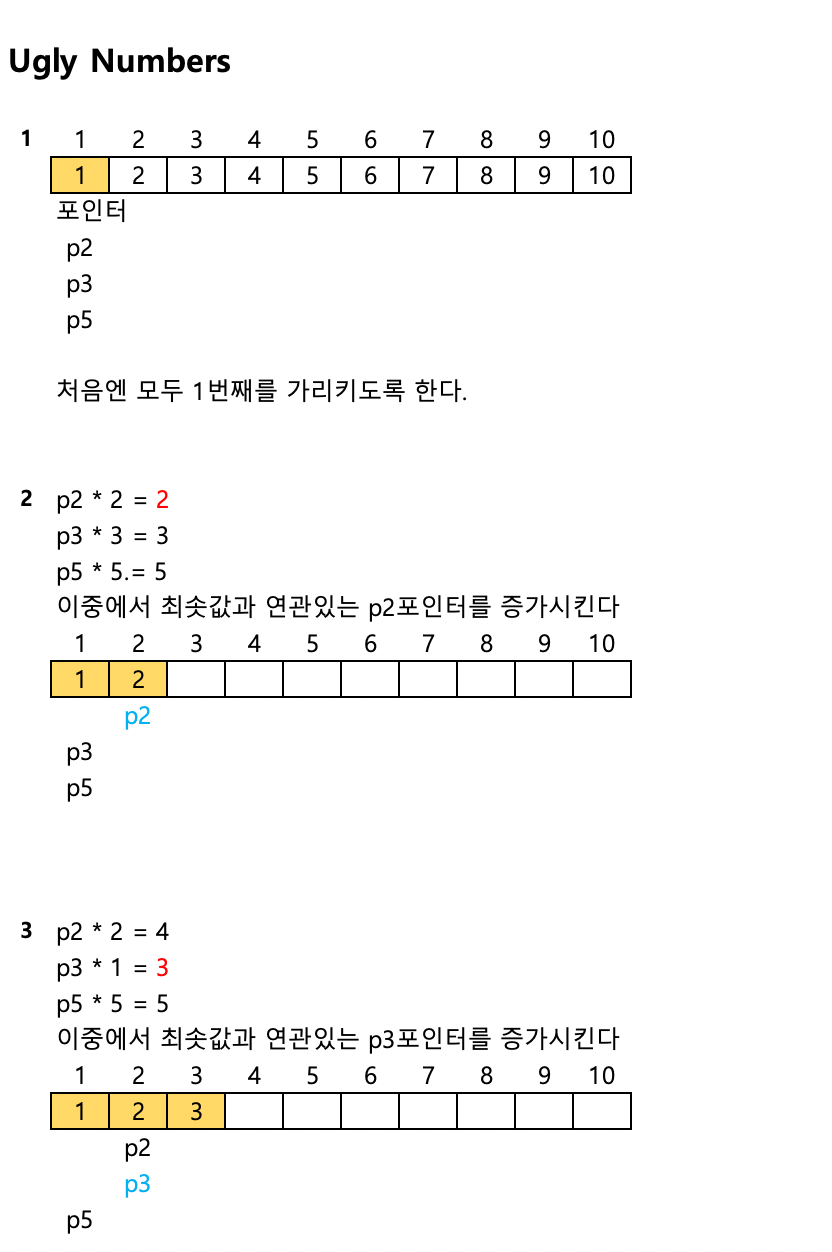 Ugly Numbers
1 1 2 3 4 5 6 7 8 9 10
1 2 3 4 5 6 7 8 9 10
포인터
p2
p3
p5
처음엔 모두 1번째를 가리키도록 한다.
2 p2 * 2 = 2
p3 * 3 = 3
p5 * 5.= 5
이중에서 최솟값과 연관있는 p2포인터를 증가시킨다
1 2 3 4 5 6 7 8 9 10
1 2
p2
p3
p5
3 p2 * 2 = 4
p3 * 1 = 3
p5 * 5 = 5
이중에서 최솟값과 연관있는 p3포인터를 증가시킨다
1 2 3 4 5 6 7 8 9 10
1 2 3
p2
p3
p5